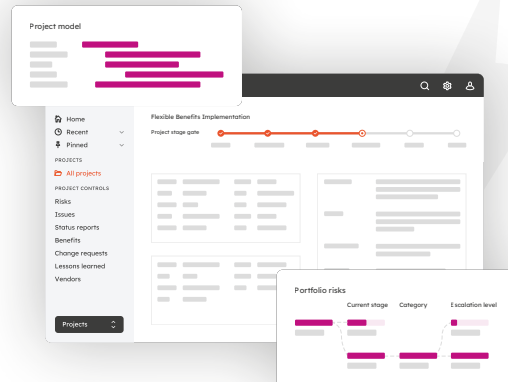 Project model
Flexible Benefits Implementation
Project stage gate
Home
Recent
Pinned
PROJECTS
All projects
PROJECT CONTROLS
Risks
Issues
Status reports
Benefits
Change requests
Lessons learned
Vendors
Projects
Portfolio risks
Current stage Category Escalation level